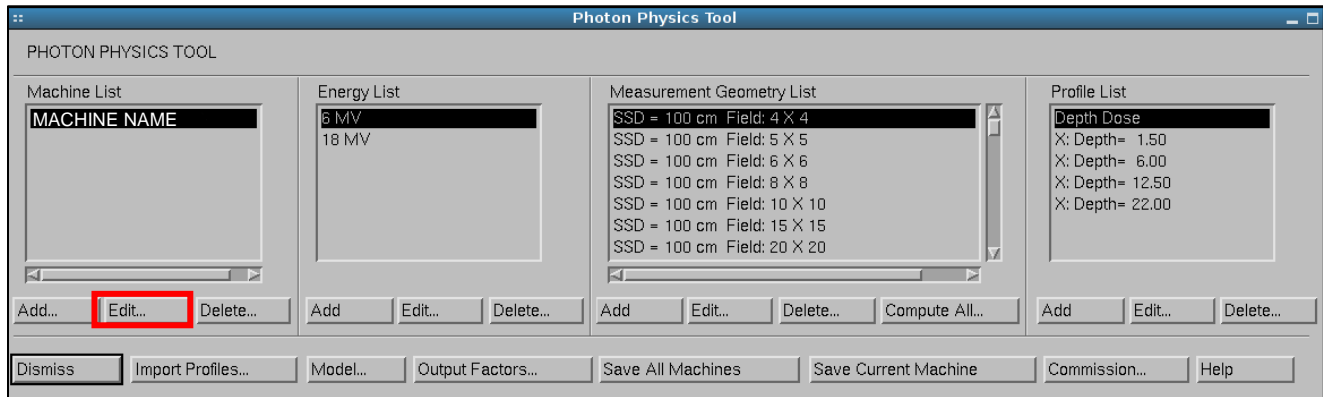 Photon Physics Tool
PHOTON PHYSICS TOOL
Machine List
MACHINE NAME
Add...
Edit...
Delete...
Energy List
6 MV
18 MV
Add
Edit...
Delete...
Measurement Geometry List
SSD = 100 cm Field: 4 X 4
SSD = 100 cm Field: 5 X 5
SSD = 100 cm Field: 6 X 6
SSD = 100 cm Field: 8 X 8
SSD = 100 cm Field: 10 X 10
SSD = 100 cm Field: 15 X 15
SSD = 100 cm Field: 20 X 20
Add
Edit...
Delete...
Compute All...
Profile List
Depth Dose
X: Depth= 1.50
X: Depth= 6.00
X: Depth= 12.50
X: Depth= 22.00
Add
Edit...
Delete...
Dismiss
Import Profiles...
Model...
Output Factors...
Save All Machines
Save Current Machine
Commission...
Help